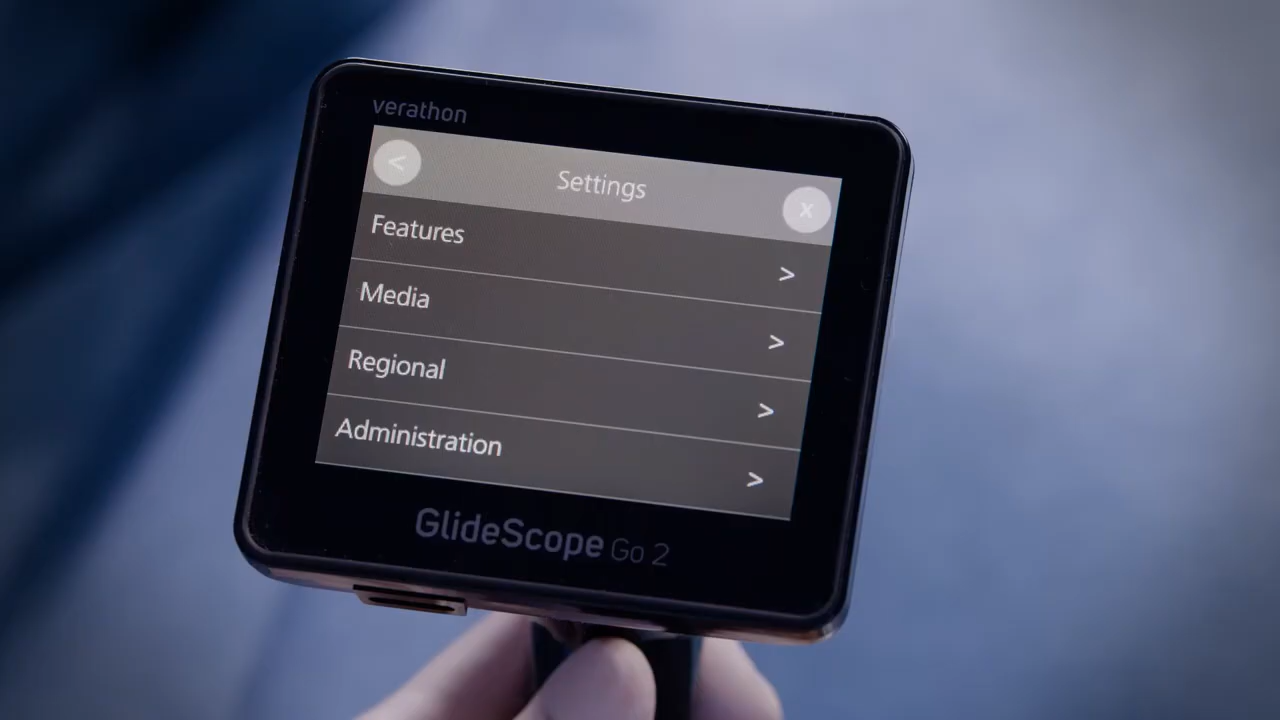 verathon
< Settings x
Features >
Media >
Regional >
Administration >
GlideScope Go 2